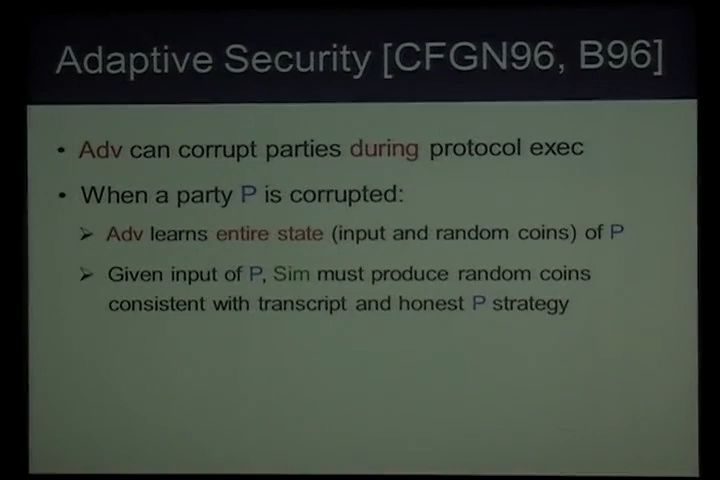 Adaptive Security [CFGN96, B96]
• Adv can corrupt parties during protocol exec
• When a party P is corrupted:
➢ Adv learns entire state (input and random coins) of P
➢ Given input of P, Sim must produce random coins
consistent with transcript and honest P strategy